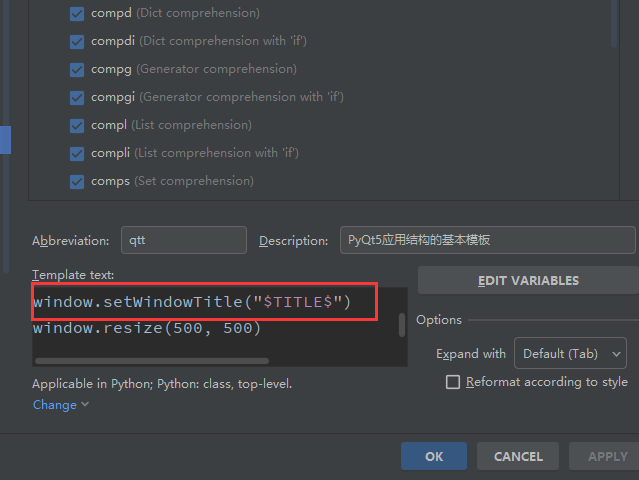 compd (Dict comprehension)
compdi (Dict comprehension with 'if')
compg (Generator comprehension)
compgi (Generator comprehension with 'if')
compl (List comprehension)
compli (List comprehension with 'if')
comps (Set comprehension)
Abbreviation: qtt Description: PyQt5应用结构的基本模板
Template text:
window.setWindowTitle("$TITLE$")
window.resize(500, 500)
EDIT VARIABLES
Options
Expand with Default (Tab)
Reformat according to style
Applicable in Python; Python: class, top-level.
Change
OK CANCEL APPLY